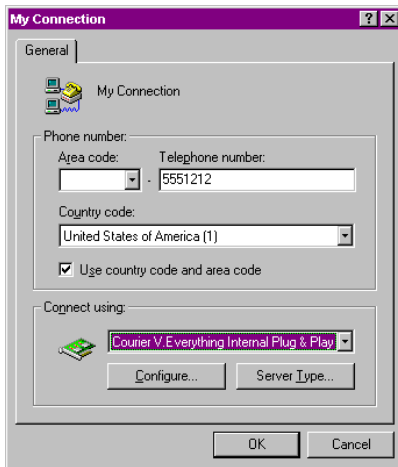 My Connection
General
My Connection
Phone number:
Area code: Telephone number:
- 5551212
Country code:
United States of America (1)
Use country code and area code
Connect using:
Courier V.Everything Internal Plug & Play
Configure... Server Type...
OK Cancel